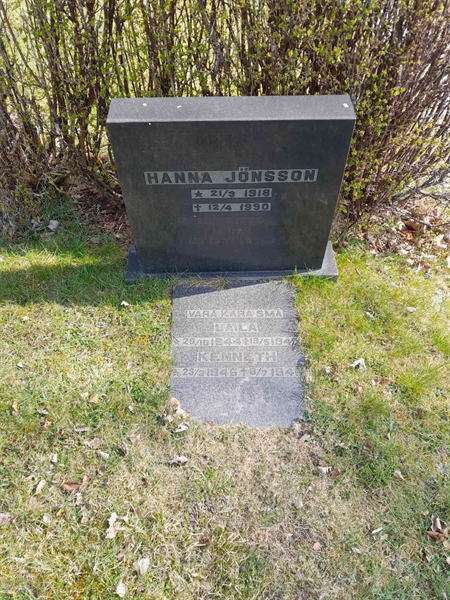 HANNA JÖNSSON
★ 21/3 1918
✝ 12/4 1990
VÅRA KÄRA SMÅ
LAILA
KENNETH